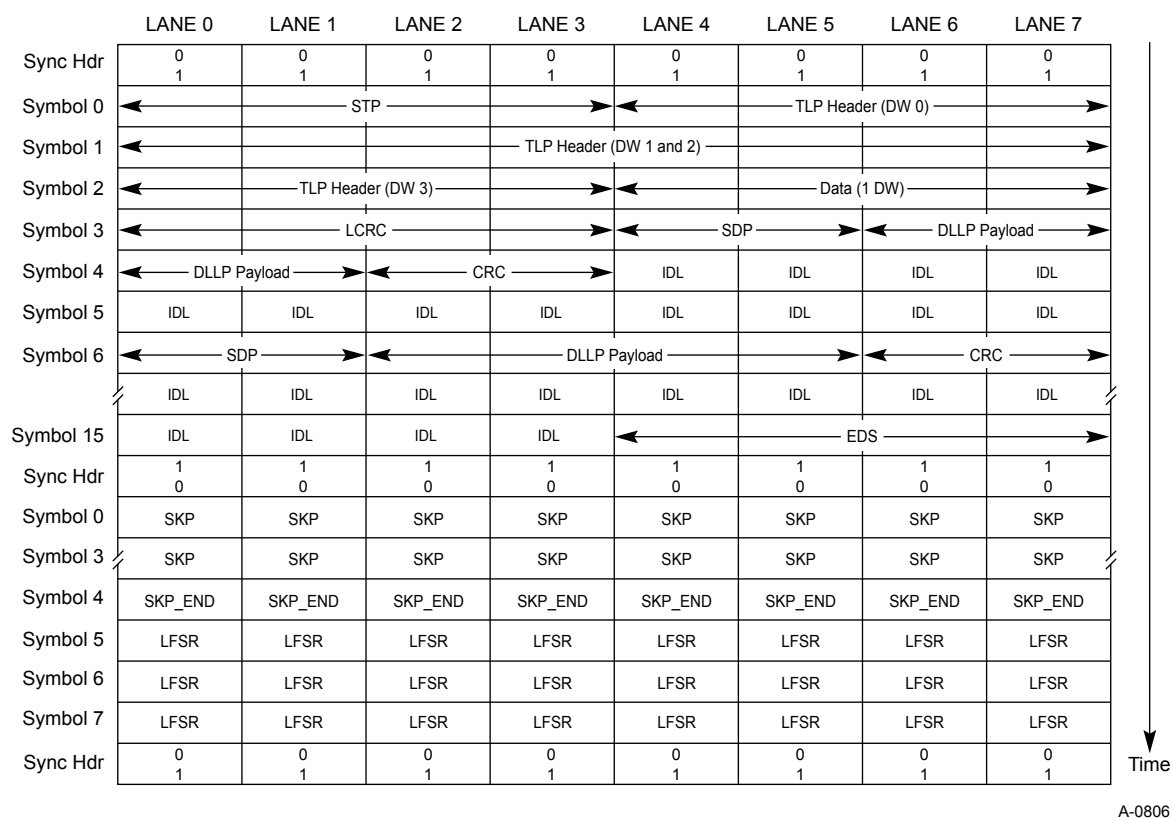 LANE 0 LANE 1 LANE 2 LANE 3 LANE 4 LANE 5 LANE 6 LANE 7
Sync Hdr 0 0 0 0 0 0 0 0
1 1 1 1 1 1 1 1
Symbol 0 STP TLP Header (DW 0)
Symbol 1 TLP Header (DW 1 and 2)
Symbol 2 TLP Header (DW 3) Data (1 DW)
Symbol 3 LCRC SDP DLLP Payload
Symbol 4 DLLP Payload CRC IDL IDL IDL IDL
Symbol 5 IDL IDL IDL IDL IDL IDL IDL IDL
Symbol 6 SDP DLLP Payload CRC
IDL IDL IDL IDL IDL IDL IDL IDL
Symbol 15 IDL IDL IDL IDL EDS
Sync Hdr 1 1 1 1 1 1 1 1
0 0 0 0 0 0 0 0
Symbol 0 SKP SKP SKP SKP SKP SKP SKP SKP
Symbol 3 SKP SKP SKP SKP SKP SKP SKP SKP
Symbol 4 SKP_END SKP_END SKP_END SKP_END SKP_END SKP_END SKP_END SKP_END
Symbol 5 LFSR LFSR LFSR LFSR LFSR LFSR LFSR LFSR
Symbol 6 LFSR LFSR LFSR LFSR LFSR LFSR LFSR LFSR
Symbol 7 LFSR LFSR LFSR LFSR LFSR LFSR LFSR LFSR
Sync Hdr 0 0 0 0 0 0 0 0
1 1 1 1 1 1 1 1
Time
A-0806